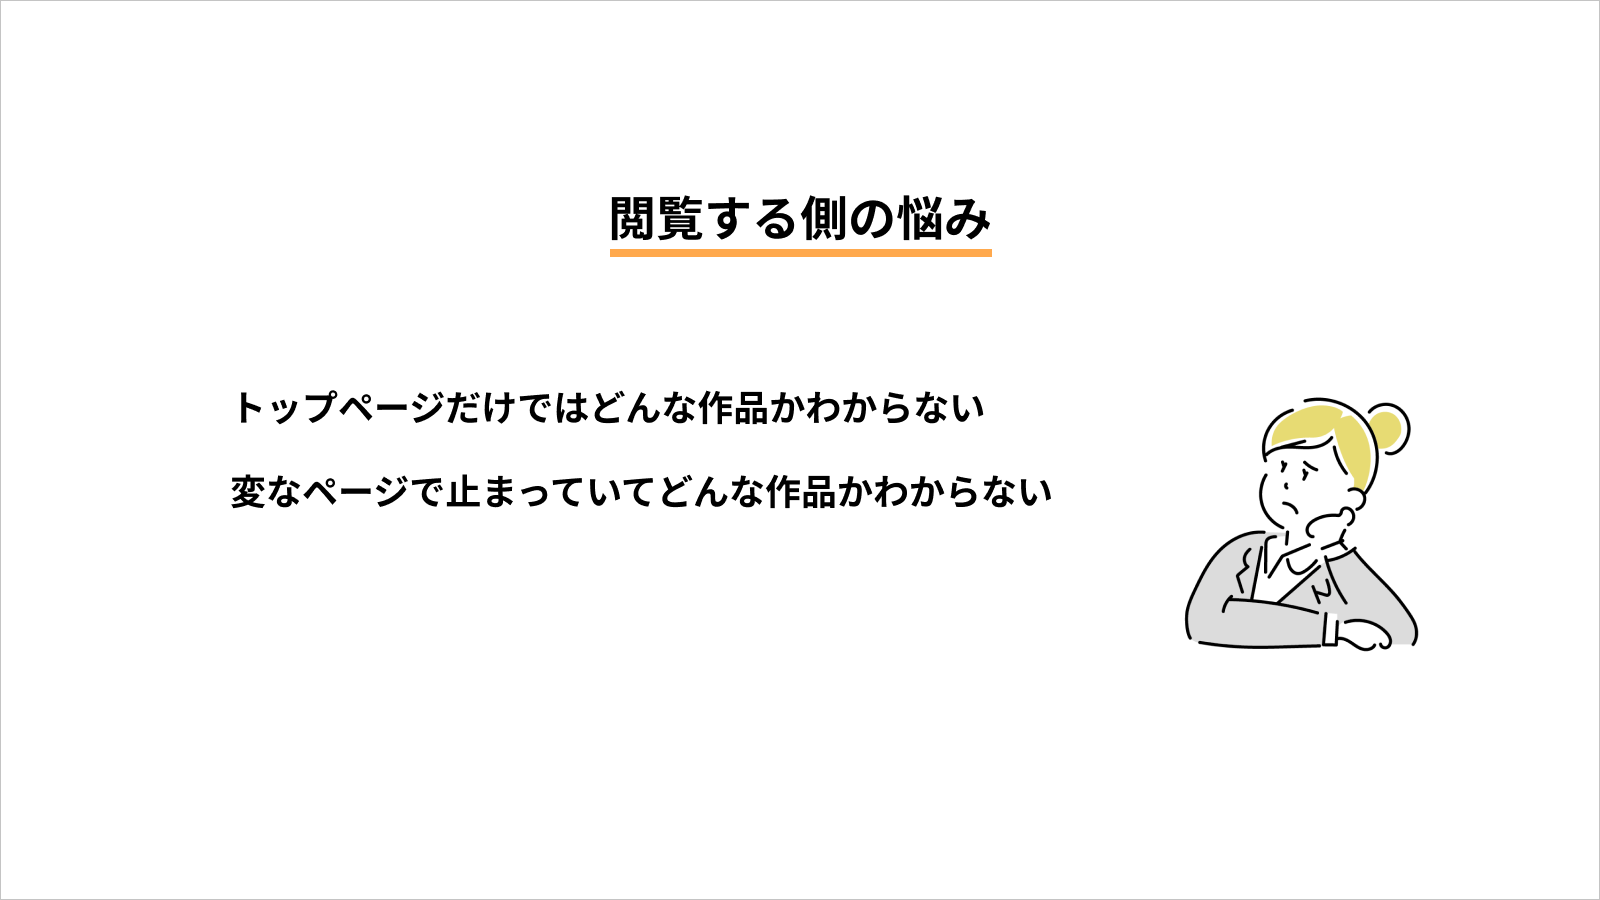 閲覧する側の悩み
トップページだけではどんな作品かわからない
変なページで止まっていてどんな作品かわからない